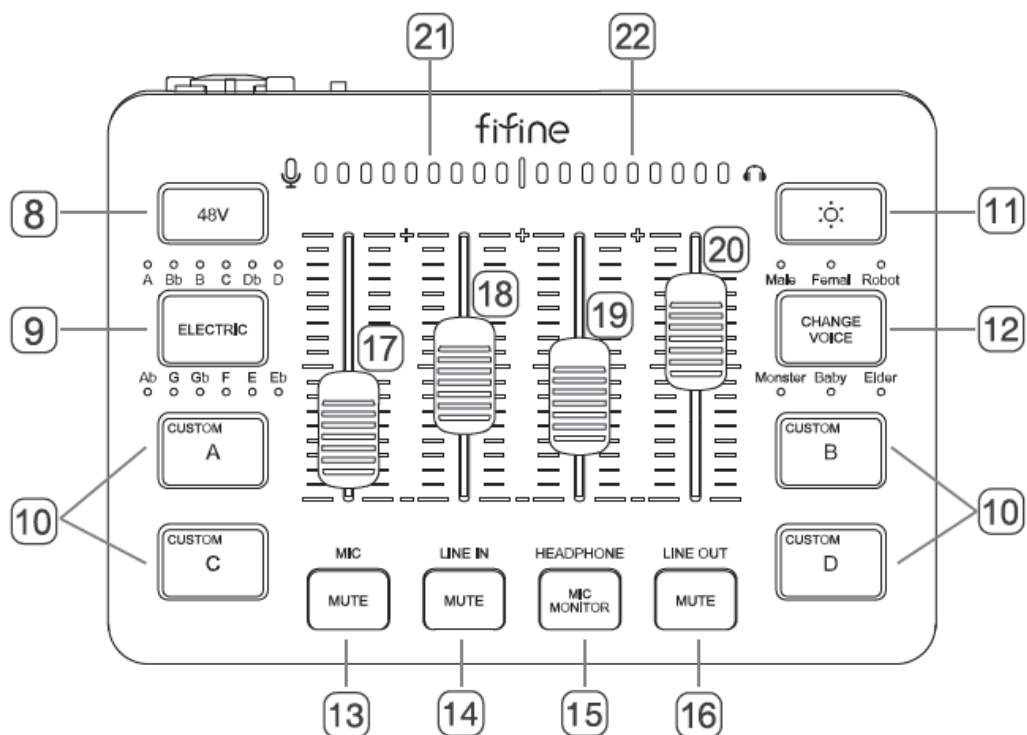 21 22
fifine
8 48V 11
A Bb B C Db D
Male Femal Robot
9 ELECTRIC
CHANGE
VOICE 12
Ab G Gb F E Eb
Monster Baby Elder
17 18 19 20
CUSTOM
A
CUSTOM
B
10 10
CUSTOM
C
CUSTOM
D
MIC LINE IN HEADPHONE LINE OUT
MUTE MUTE MIC
MONITOR MUTE
13 14 15 16